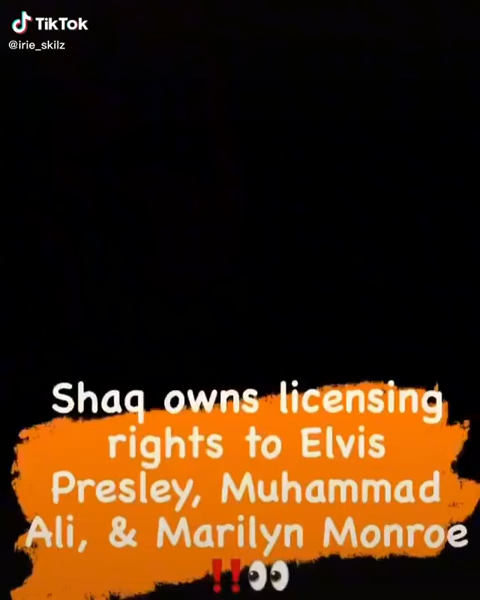 TikTok
@irie_skilz
Shaq owns licensing
rights to Elvis
Presley, Muhammad
Ali, & Marilyn Monroe
‼️👀